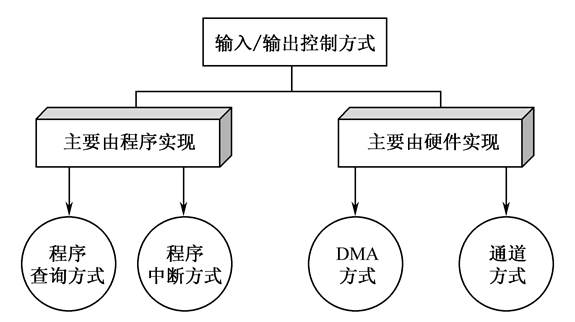 输入/输出控制方式
主要由程序实现
主要由硬件实现
程序
查询方式
程序
中断方式
DMA
方式
通道
方式